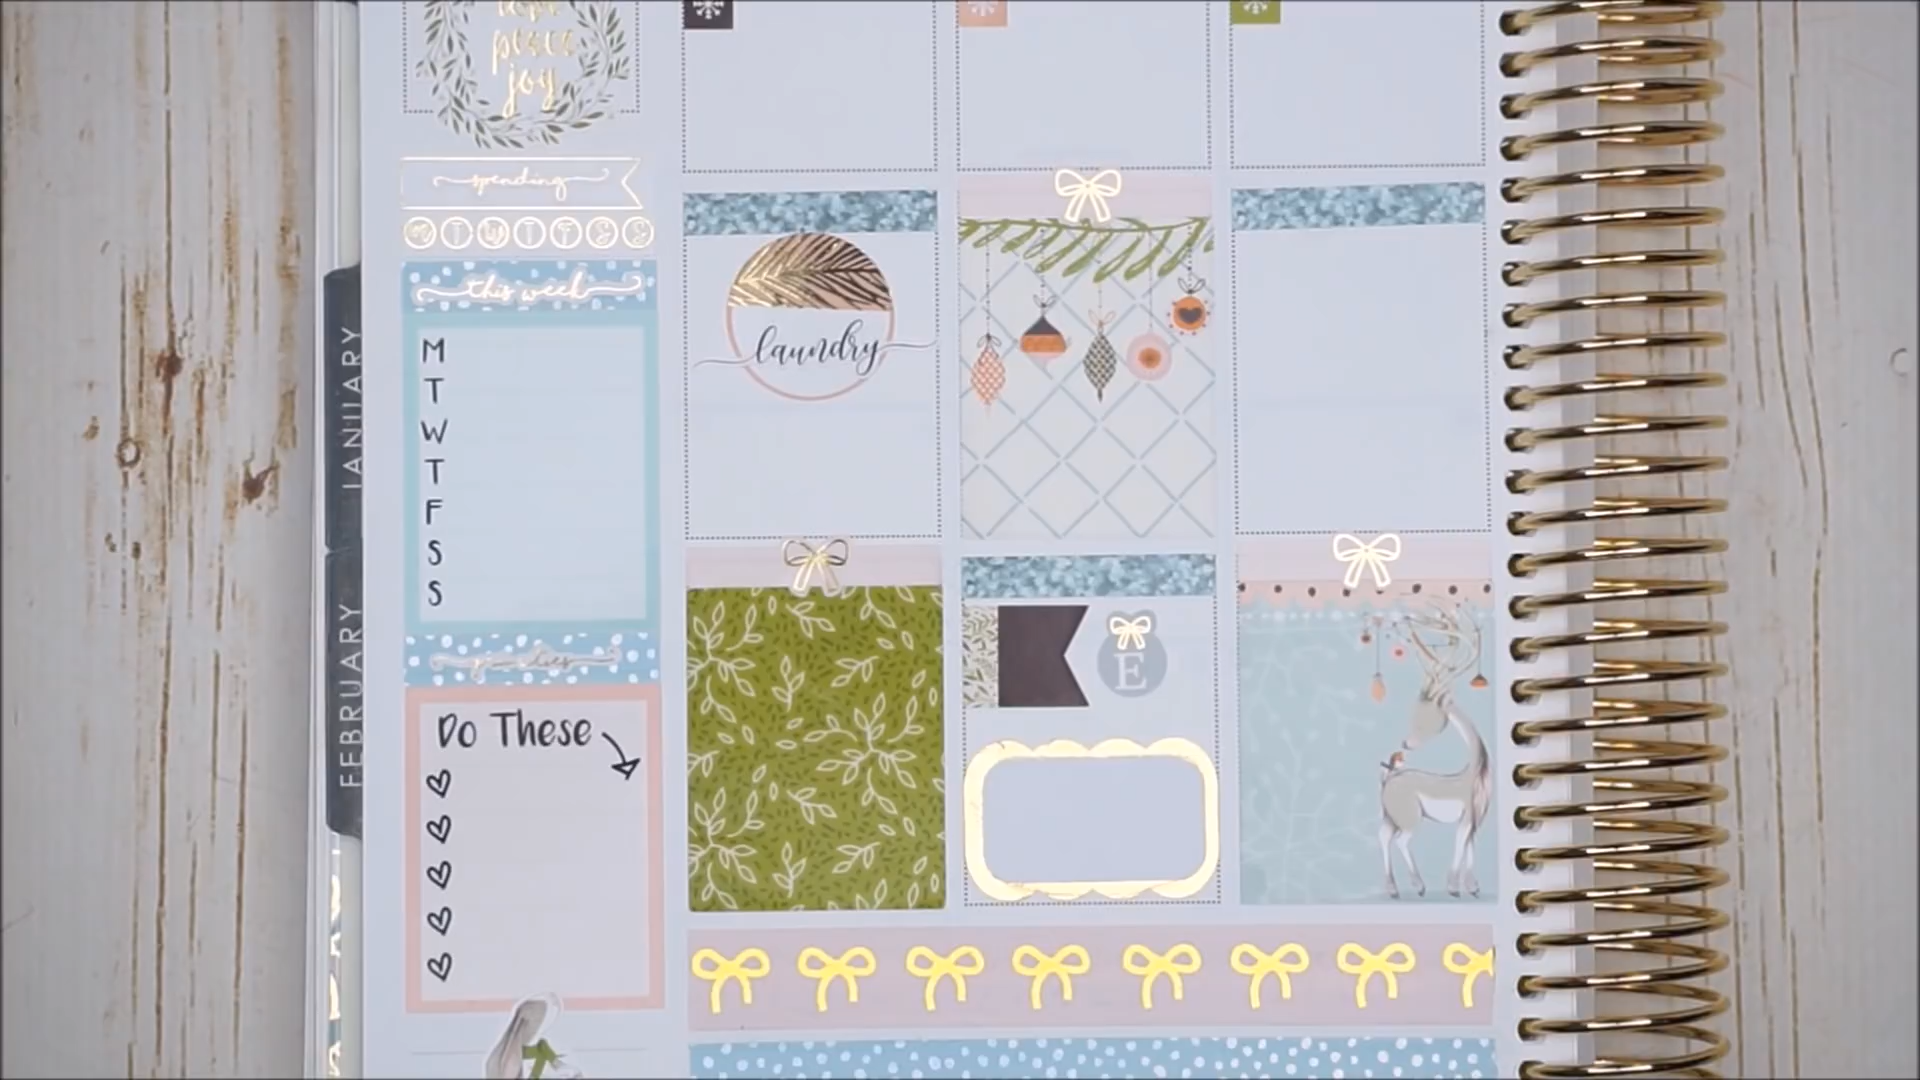 hope
peace
joy
spending
M T W T F S S
this week
M
T
W
T
F
S
S
Do These
laundry
E
JANUARY
FEBRUARY